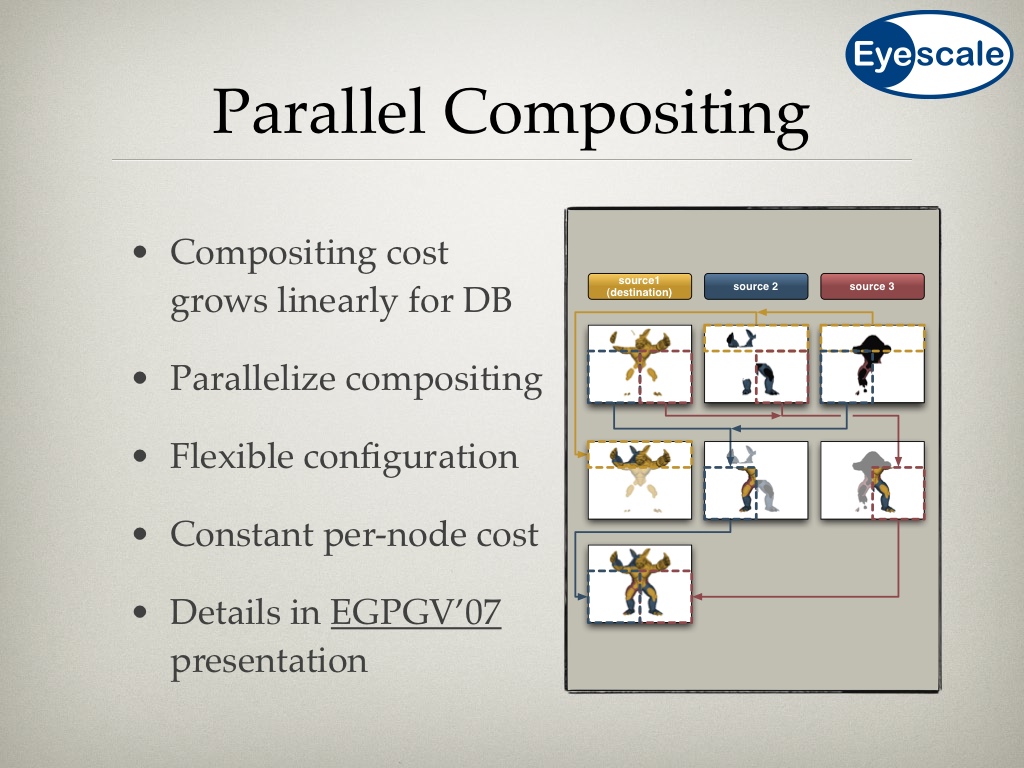 Eyescale
Parallel Compositing
• Compositing cost
grows linearly for DB
• Parallelize compositing
• Flexible configuration
• Constant per-node cost
• Details in EGPGV’07
presentation
source1
(destination)
source 2
source 3